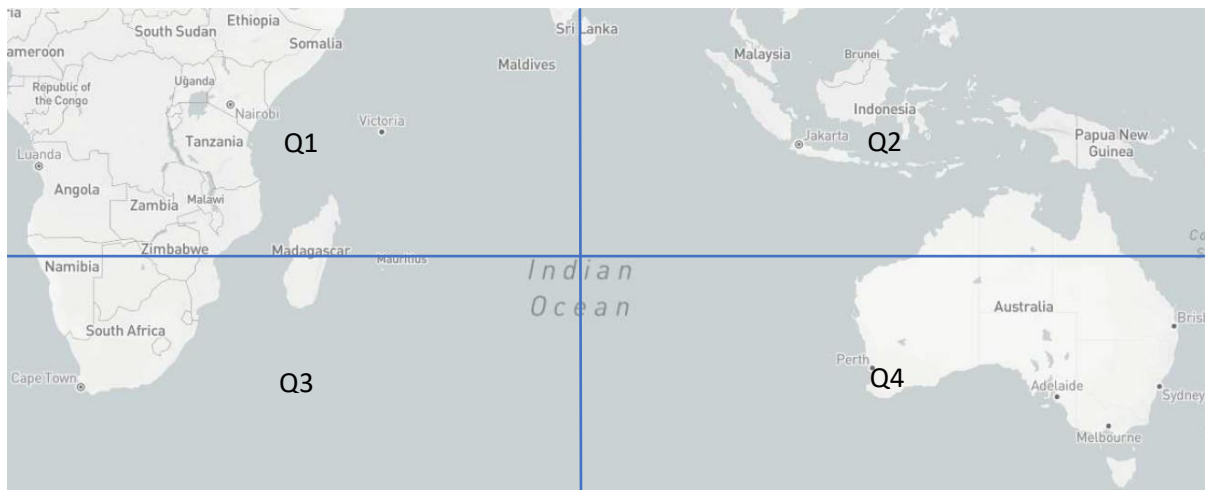 Ethiopia
South Sudan
Somalia
ameroon
Sri Lanka
Maldives
Malaysia
Brunei
Uganda
Republic of
the Congo
Nairobi
Indonesia
Victoria
Tanzania
Q1
Jakarta
Q2
Papua New
Guinea
Luanda
Angola
Malawi
Zambia
Zimbabwe
Madagascar
Mauritius
Namibia
Indian
Ocean
Co
S
Australia
South Africa
Brisb
Perth
Cape Town
Q3
Q4
Adelaide
Sydney
Melbourne